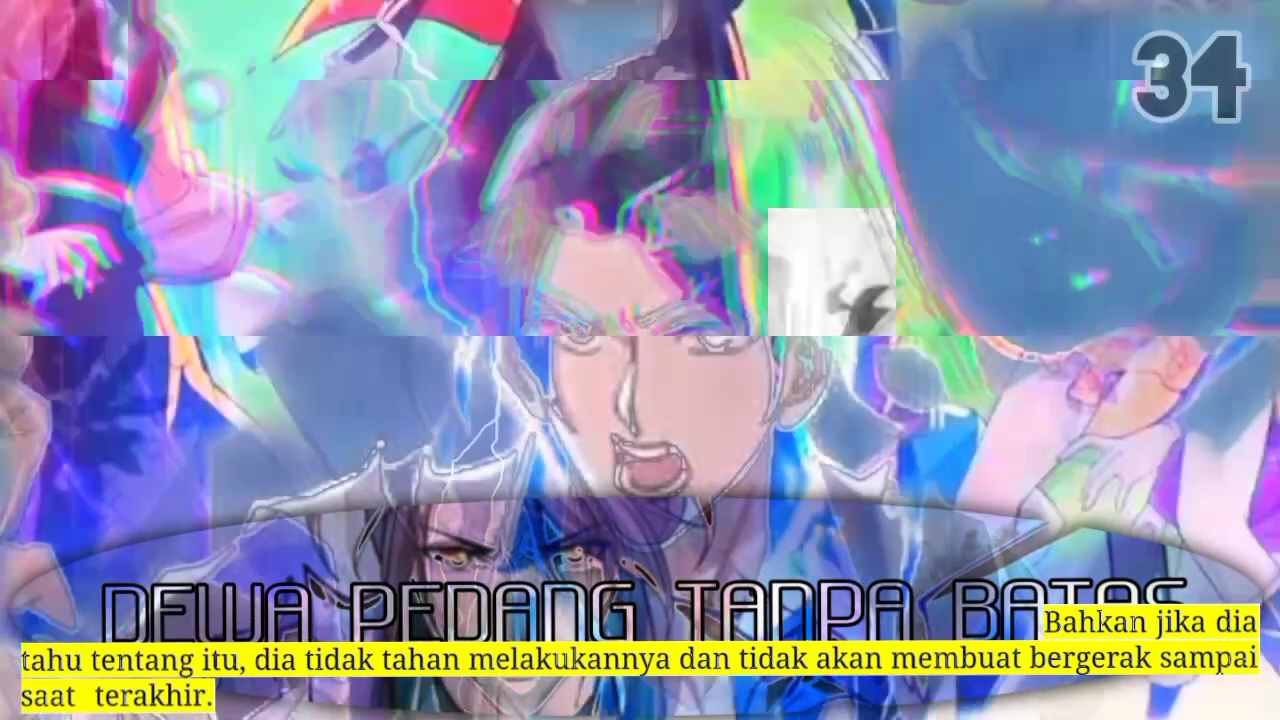 34
DEWA PEDANG TANPA BATAS
Bahkan jika dia
tahu tentang itu, dia tidak tahan melakukannya dan tidak akan membuat bergerak sampai
saat terakhir.